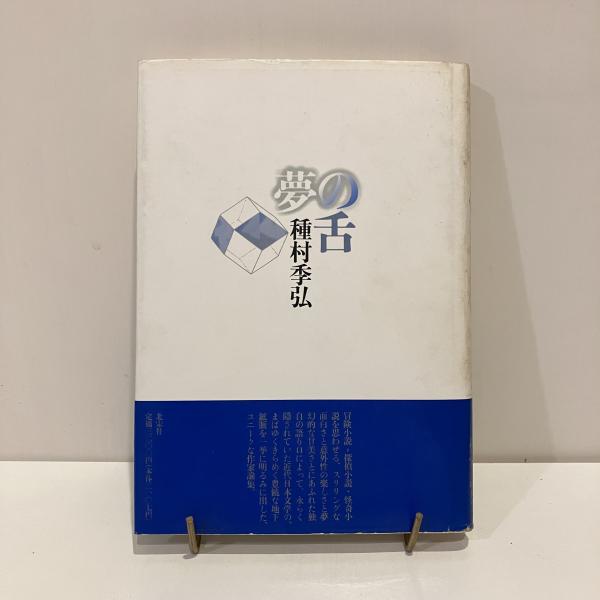 夢の舌
種村季弘
冒険小説・探偵小説・怪奇小
説を思わせる、スリリングな
面白さと意外性の楽しさと夢
幻的な甘美さとにあふれた独
自の語り口によって、永らく
隠されていた近代日本文学の、
まばゆくきらめく豊饒な地下
鉱脈を一挙に明るみに出した、
ユニークな作家論集。
北宋社